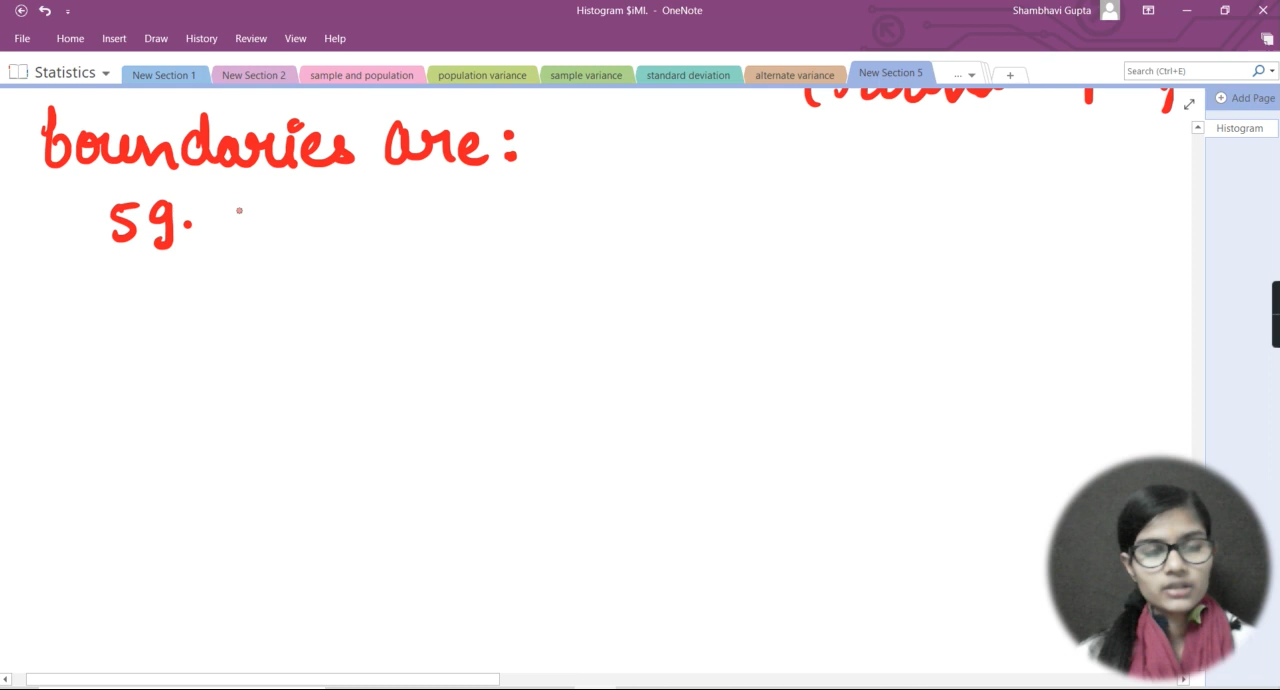 Histogram $iMl. - OneNote
Shambhavi Gupta
File Home Insert Draw History Review View Help
Statistics
New Section 1 New Section 2 sample and population population variance sample variance standard deviation alternate variance New Section 5 ... +
Search (Ctrl+E)
Add Page
Histogram
boundaries are:
59.